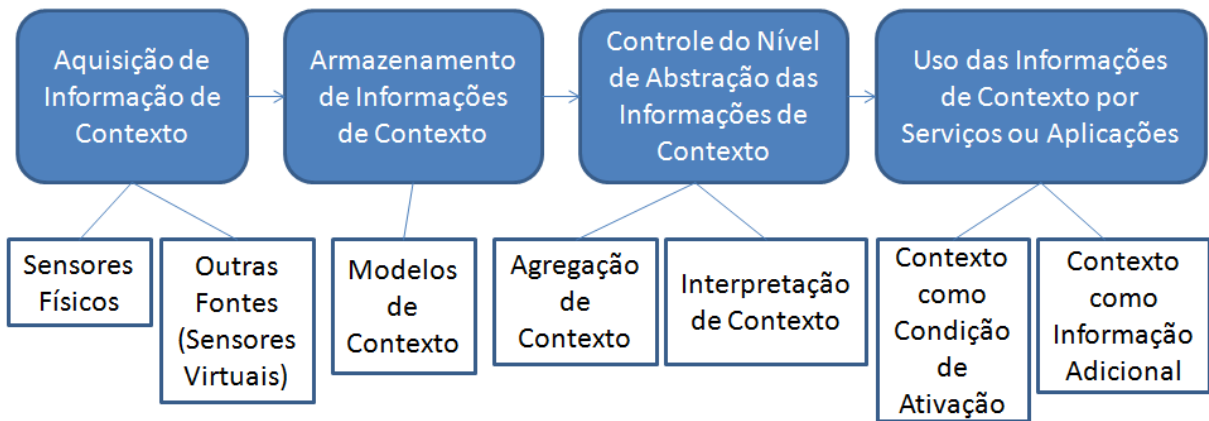 Aquisição de
Informação de
Contexto
Armazenamento
de Informações
de Contexto
Controle do Nível
de Abstração das
Informações de
Contexto
Uso das Informações
de Contexto por
Serviços ou Aplicações
Sensores
Físicos
Outras
Fontes
(Sensores
Virtuais)
Modelos
de
Contexto
Agregação
de
Contexto
Interpretação
de Contexto
Contexto
como
Condição
de
Ativação
Contexto
como
Informação
Adicional